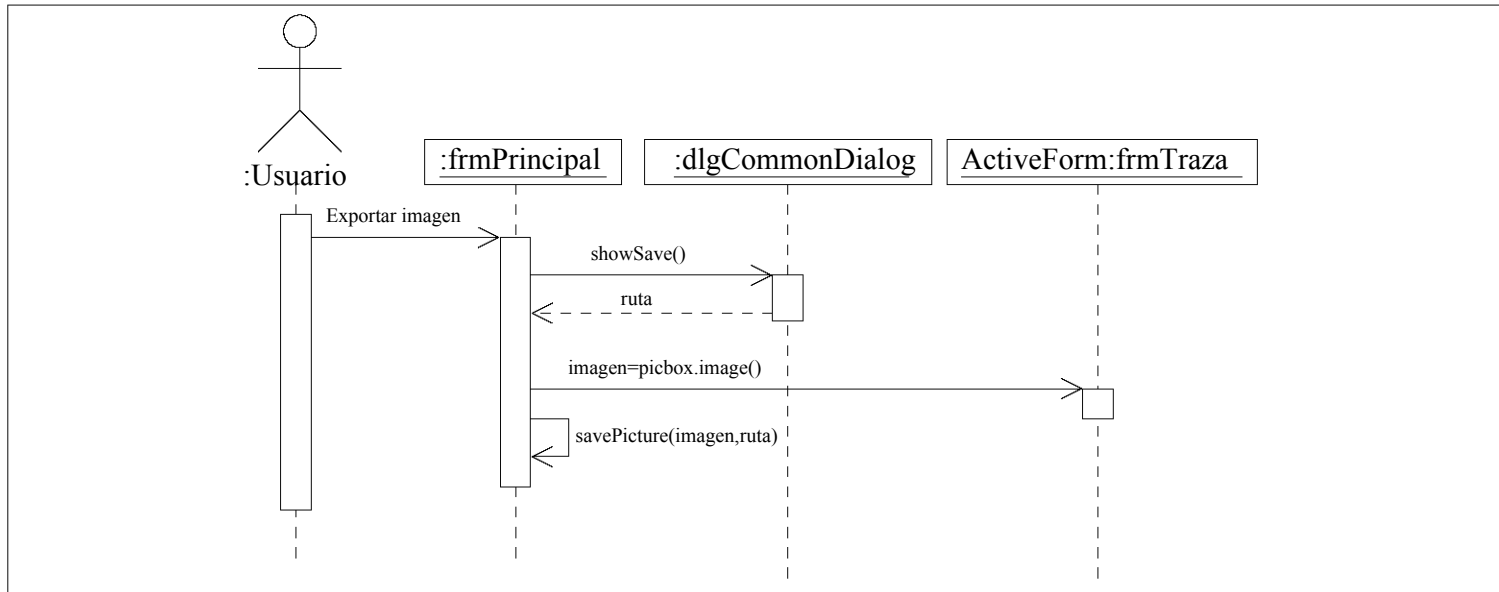 :Usuario
:frmPrincipal
:dlgCommonDialog
ActiveForm:frmTraza
Exportar imagen
showSave()
ruta
imagen=picbox.image()
savePicture(imagen,ruta)